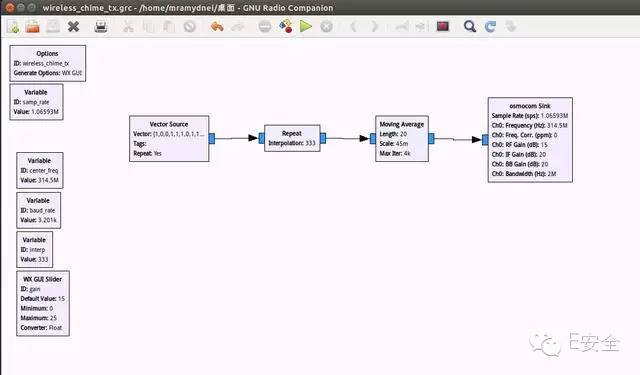 wireless_chime_tx.grc - /home/mramydnei/桌面 - GNU Radio Companion
Options
ID: wireless_chime_tx
Generate Options: WX GUI
Variable
ID: samp_rate
Value: 1.06593M
Variable
ID: center_freq
Value: 314.5M
Variable
ID: baud_rate
Value: 3.201k
Variable
ID: interp
Value: 333
WX GUI Slider
ID: gain
Default Value: 15
Minimum: 0
Maximum: 25
Converter: Float
Vector Source
Vector: [1,0,0,1,1,1,0,1,1...
Tags:
Repeat: Yes
Repeat
Interpolation: 333
Moving Average
Length: 20
Scale: 45m
Max Iter: 4k
osmocom Sink
Sample Rate (sps): 1.06593M
Ch0: Frequency (Hz): 314.5M
Ch0: Freq. Corr. (ppm): 0
Ch0: RF Gain (dB): 15
Ch0: IF Gain (dB): 20
Ch0: BB Gain (dB): 20
Ch0: Bandwidth (Hz): 2M
E安全